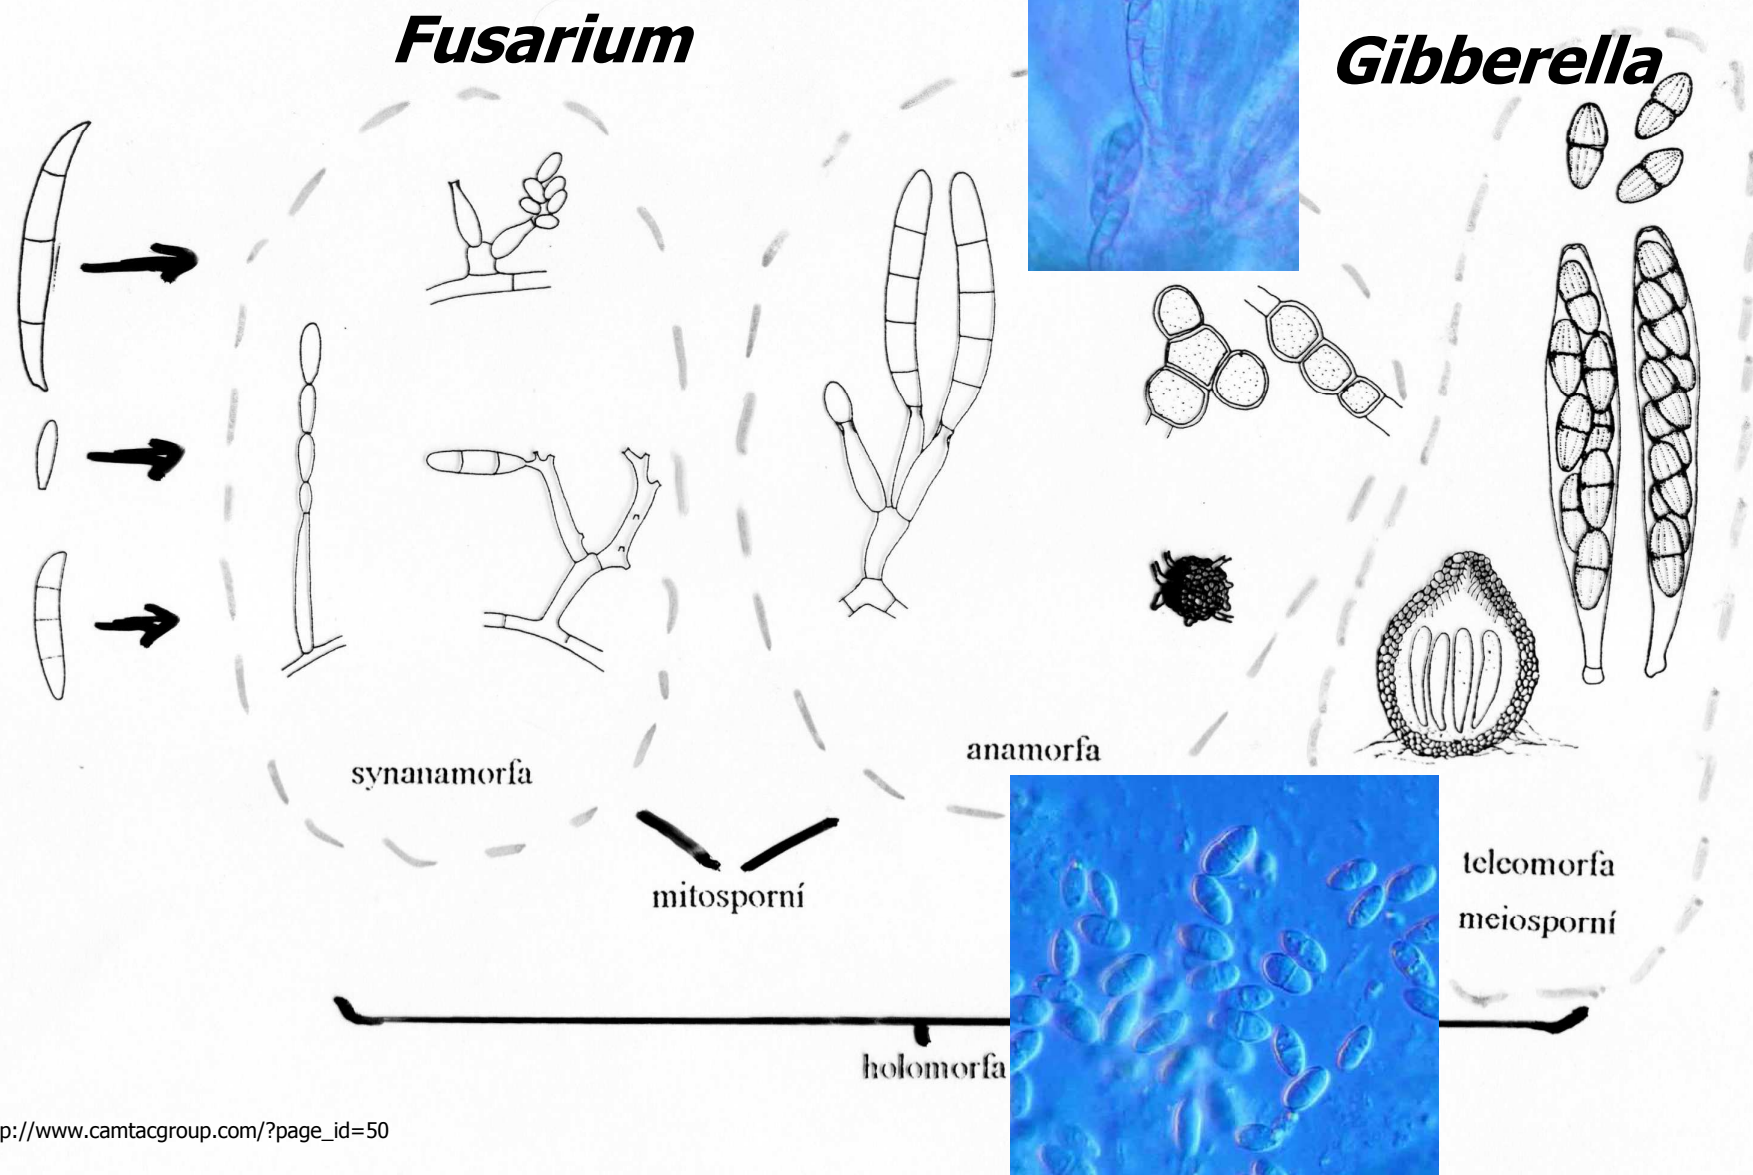 Fusarium
Gibberella
synanamorfa
anamorfa
mitosporní
teleomorfa
meiosporní
holomorfa
p://www.camtacgroup.com/?page_id=50